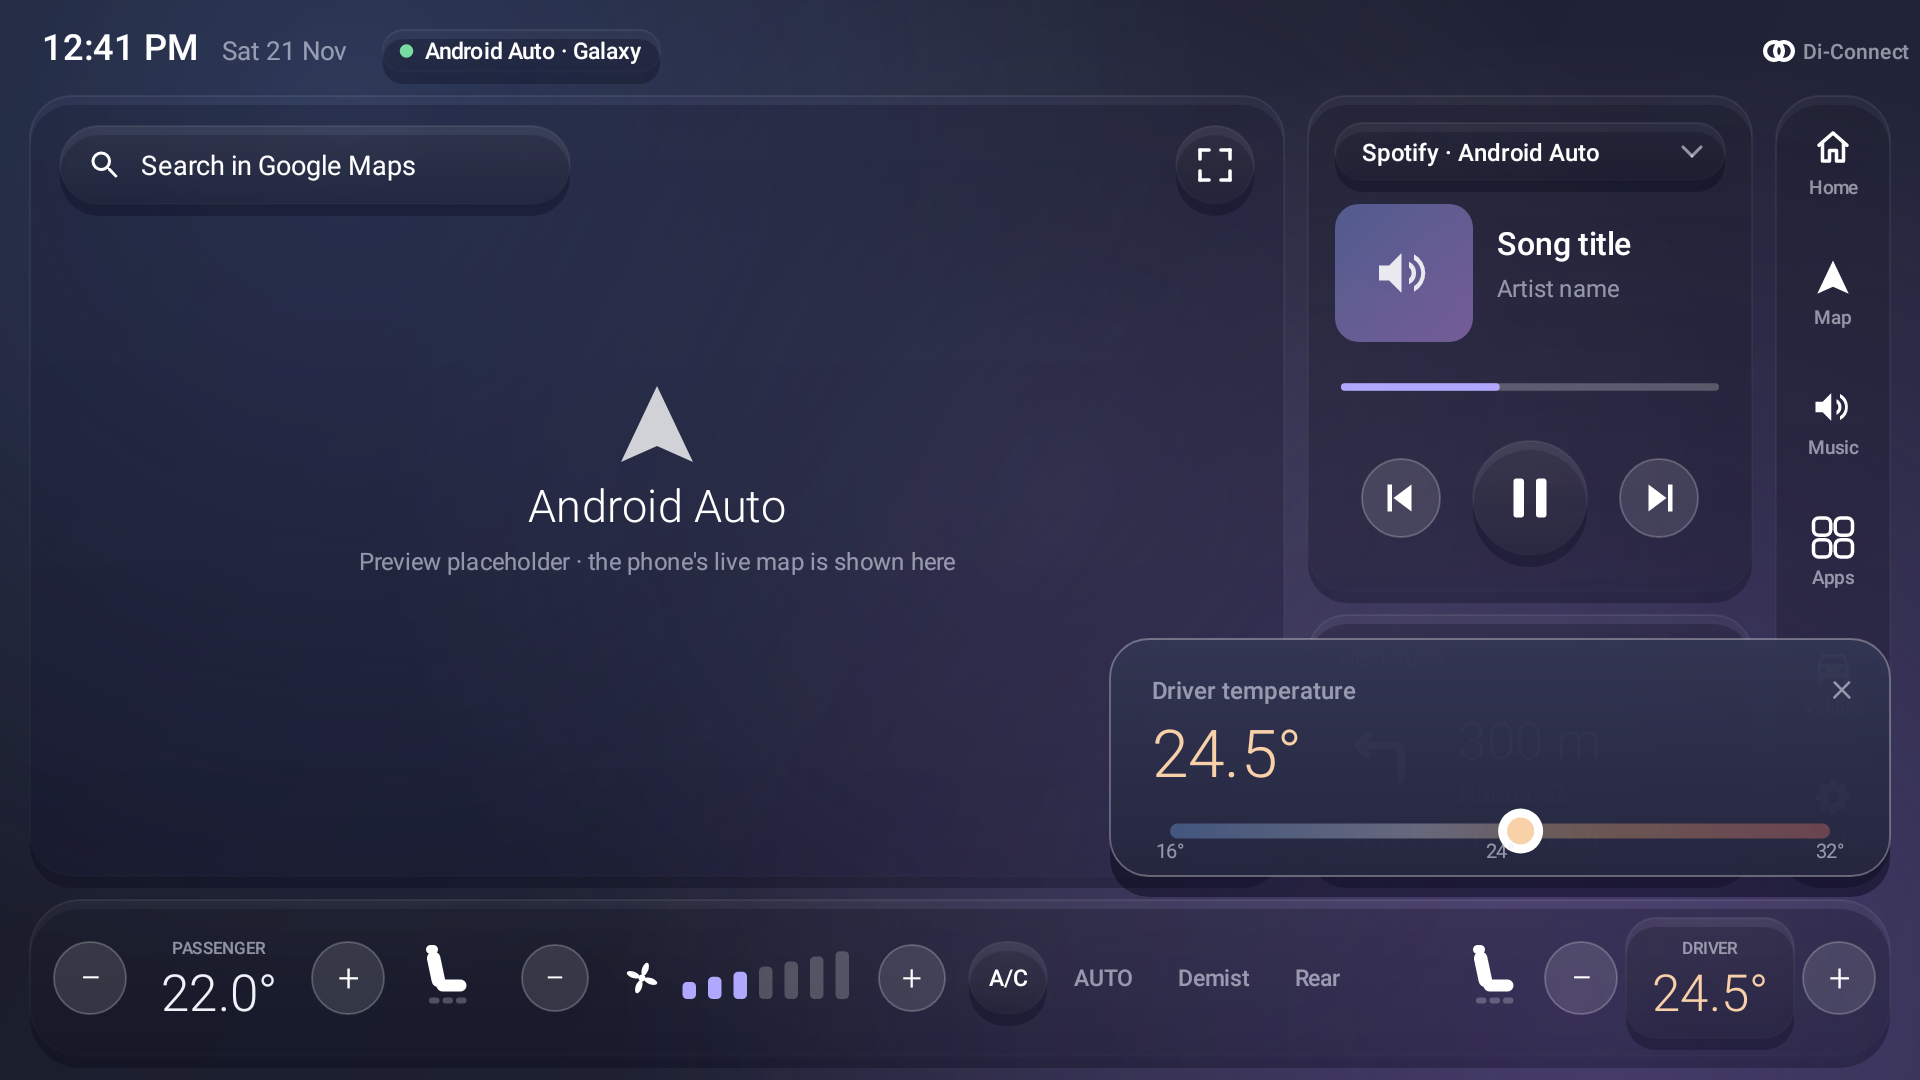 12:41 PM Sat 21 Nov Android Auto · Galaxy
Di-Connect
Search in Google Maps
Android Auto
Preview placeholder · the phone's live map is shown here
Spotify · Android Auto
Song title
Artist name
Home
Map
Music
Apps
Driver temperature
24.5°
300 m
16° 24° 32°
PASSENGER
22.0°
A/C AUTO Demist Rear
DRIVER
24.5°